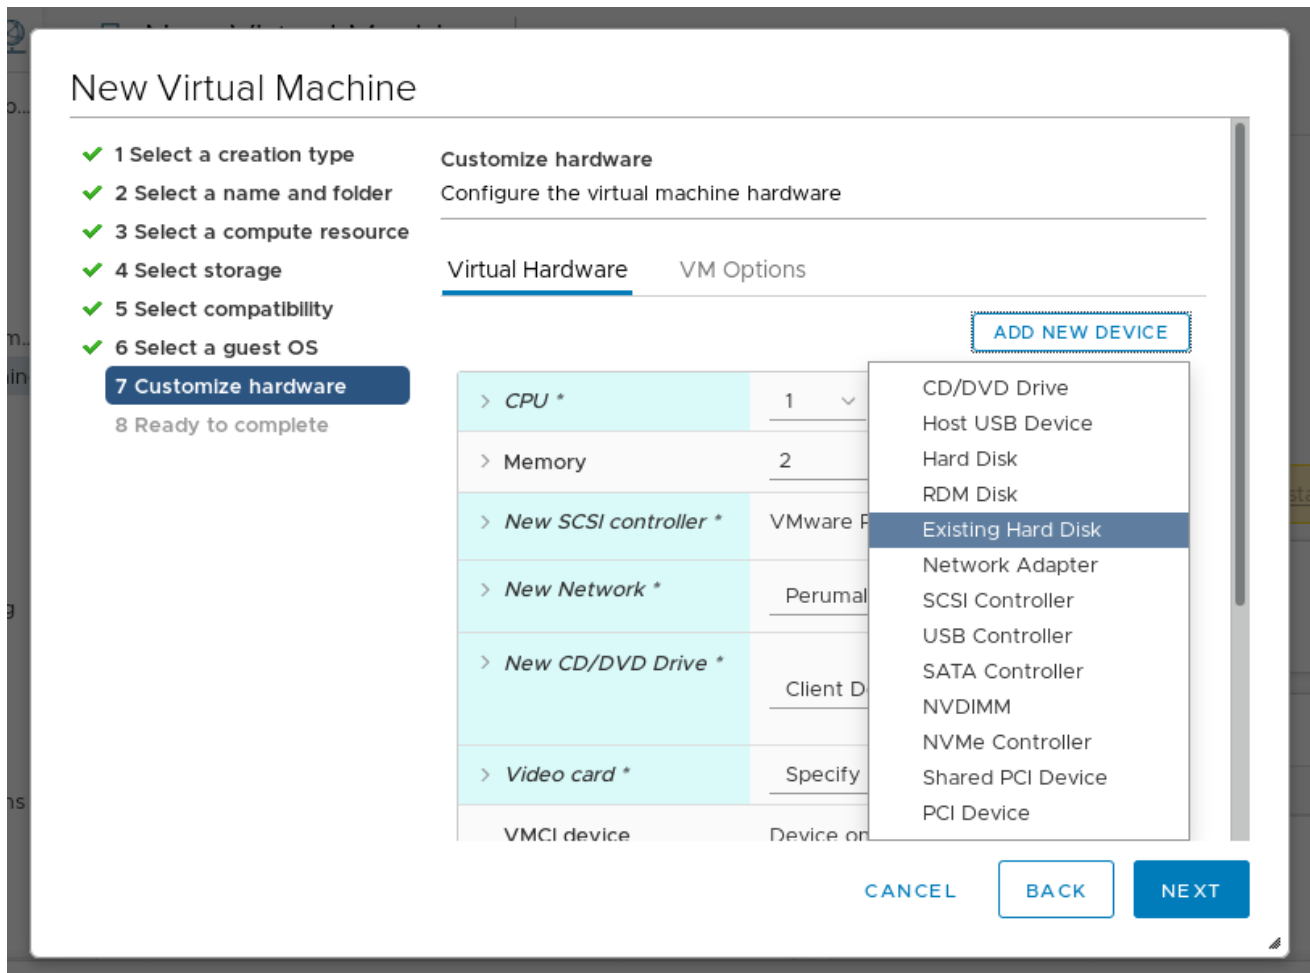 New Virtual Machine
1 Select a creation type
2 Select a name and folder
3 Select a compute resource
4 Select storage
5 Select compatibility
6 Select a guest OS
7 Customize hardware
8 Ready to complete
Customize hardware
Configure the virtual machine hardware
Virtual Hardware VM Options
ADD NEW DEVICE
CPU * 1
Memory 2
New SCSI controller * VMware
New Network * Perumal
New CD/DVD Drive * Client
Video card * Specify
VMCI device Device
CD/DVD Drive
Host USB Device
Hard Disk
RDM Disk
Existing Hard Disk
Network Adapter
SCSI Controller
USB Controller
SATA Controller
NVDIMM
NVMe Controller
Shared PCI Device
PCI Device
CANCEL BACK NEXT